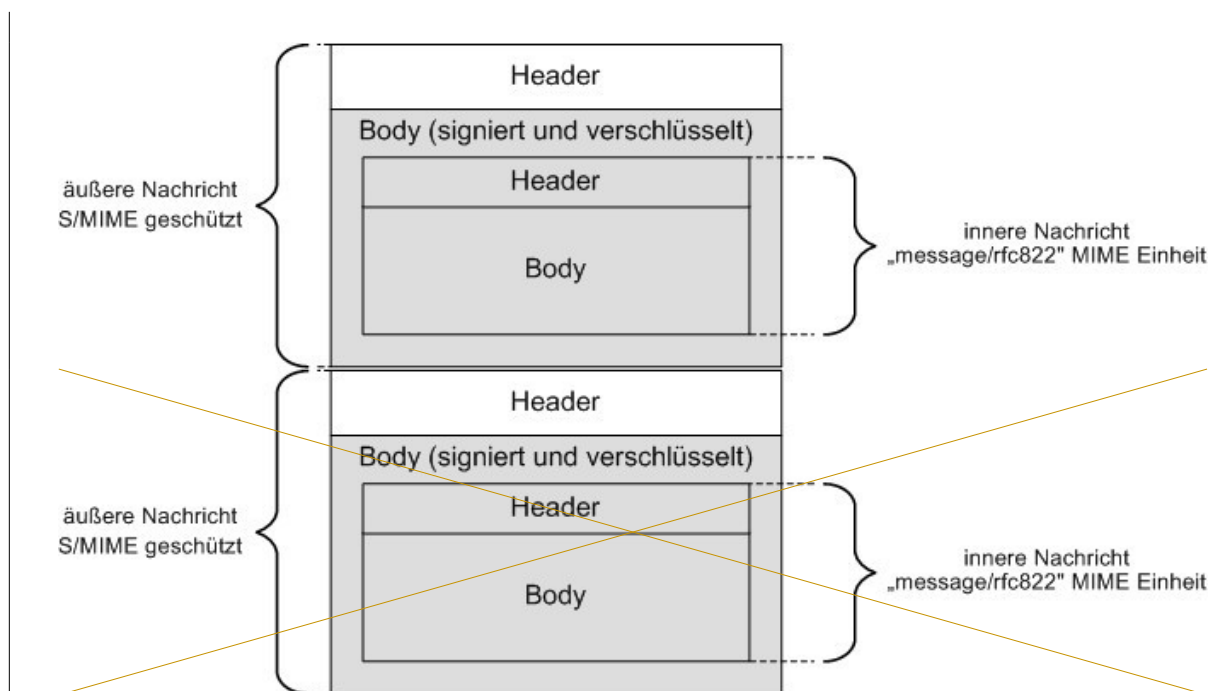 Header
Body (signiert und verschlüsselt)
Header
äußere Nachricht
S/MIME geschützt
innere Nachricht
„message/rfc822" MIME Einheit
Body
Header
Body (signiert und verschlüsselt)
Header
äußere Nachricht
S/MIME geschützt
innere Nachricht
„message/rfc822" MIME Einheit
Body